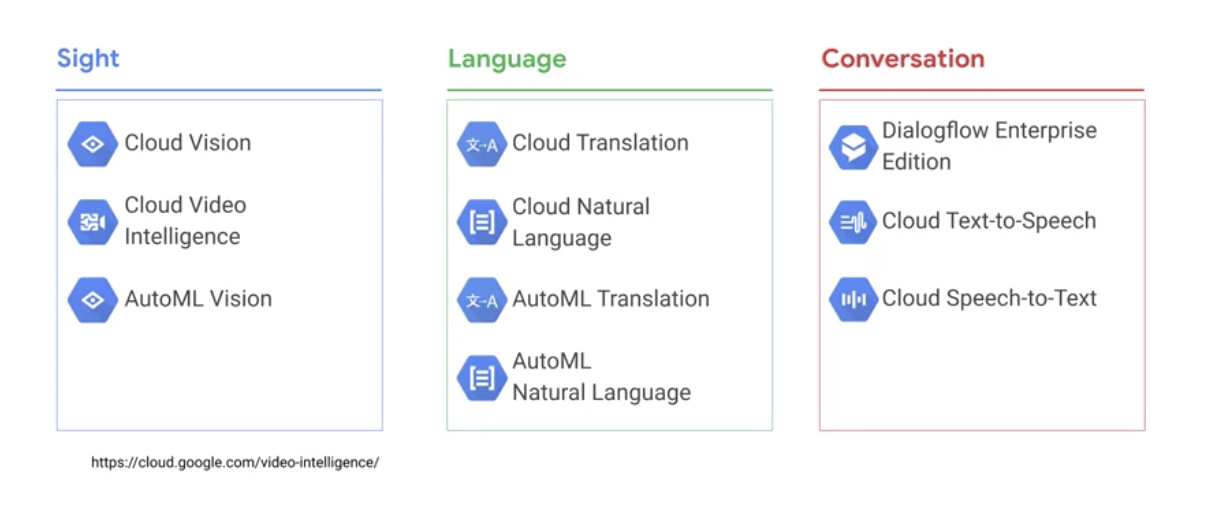 Sight
Cloud Vision
Cloud Video
Intelligence
AutoML Vision
https://cloud.google.com/video-intelligence/
Language
文→A
Cloud Translation
Cloud Natural
Language
文→A
AutoML Translation
AutoML
Natural Language
Conversation
Dialogflow Enterprise
Edition
Cloud Text-to-Speech
Cloud Speech-to-Text